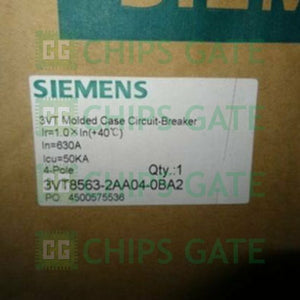 SIEMENS
CHIPS GATE
SIEMENS
3VT Molded Case Circuit-Breaker
Ir=1.0×In(+40℃)
In=630A
Icu=50KA
4-Pole Qty.:1
3VT8563-2AA04-0BA2
PO 4500575536
CHIPS GATE
CHIPS GATE